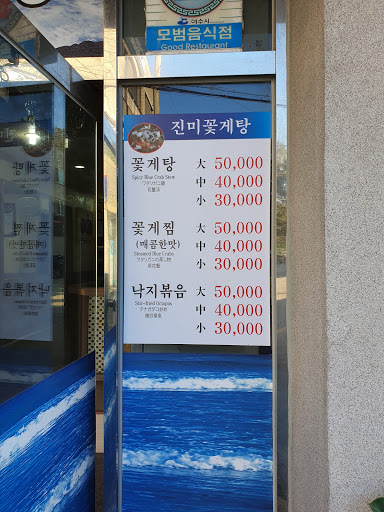 여수시
모범음식점
Good Restaurant
진미꽃게탕
꽃게탕 大 50,000
Spicy Blue Crab Stew 中 40,000
小 30,000
꽃게찜 大 50,000
(매콤한맛) 中 40,000
Steamed Blue Crabs
小 30,000
낙지볶음 大 50,000
Stir-fried Octopus
中 40,000
小 30,000